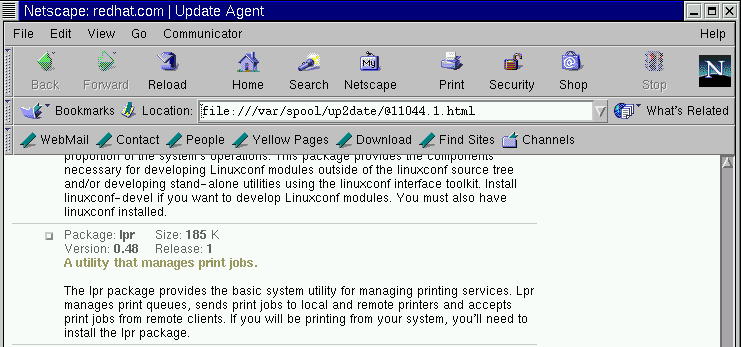 Netscape: redhat.com | Update Agent
File Edit View Go Communicator Help
Back Forward Reload Home Search Netscape Print Security Shop Stop
My
N
Bookmarks Location: file:///var/spool/up2date/@11044.1.html What's Related
WebMail Contact People Yellow Pages Download Find Sites Channels
proportion of the system's operations. This package provides the components
necessary for developing Linuxconf modules outside of the linuxconf source tree
and/or developing stand-alone utilities using the linuxconf interface toolkit. Install
linuxconf-devel if you want to develop Linuxconf modules. You must also have
linuxconf installed.
Package: lpr Size: 185 K
Version: 0.48 Release: 1
A utility that manages print jobs.
The lpr package provides the basic system utility for managing printing services. Lpr
manages print queues, sends print jobs to local and remote printers and accepts
print jobs from remote clients. If you will be printing from your system, you'll need to
install the lpr package.